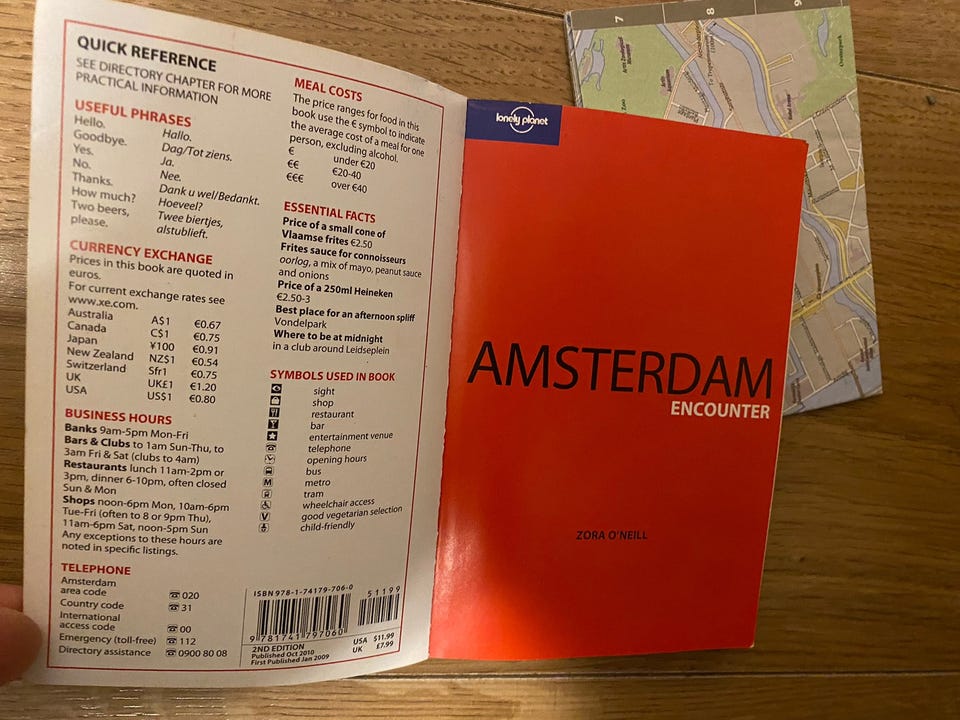 QUICK REFERENCE
SEE DIRECTORY CHAPTER FOR MORE
PRACTICAL INFORMATION
USEFUL PHRASES
Hello. Hallo.
Goodbye. Dag/Tot ziens.
Yes. Ja.
No. Nee.
Thanks. Dank u wel/Bedankt.
How much? Hoeveel?
Two beers, Twee biertjes,
please. alstublieft.
CURRENCY EXCHANGE
Prices in this book are quoted in
euros.
For current exchange rates see
www.xe.com.
Australia A$1 €0.67
Canada C$1 €0.75
Japan ¥100 €0.91
New Zealand NZ$1 €0.54
Switzerland Sfr1 €0.75
UK UK£1 €1.20
USA US$1 €0.80
BUSINESS HOURS
Banks 9am-5pm Mon-Fri
Bars & Clubs to 1am Sun-Thu, to
3am Fri & Sat (clubs to 4am)
Restaurants lunch 11am-2pm or
3pm, dinner 6-10pm, often closed
Sun & Mon
Shops noon-6pm Mon, 10am-6pm
Tue-Fri (often to 8 or 9pm Thu),
11am-6pm Sat, noon-5pm Sun
Any exceptions to these hours are
noted in specific listings.
TELEPHONE
Amsterdam
area code 020
Country code 31
International
access code 00
Emergency (toll-free) 112
Directory assistance 0900 80 08
MEAL COSTS
The price ranges for food in this
book use the € symbol to indicate
the average cost of a meal for one
person, excluding alcohol.
€ under €20
€€ €20-40
€€€ over €40
ESSENTIAL FACTS
Price of a small cone of
Vlaamse frites €2.50
Frites sauce for connoisseurs
oorlog, a mix of mayo, peanut sauce
and onions
Price of a 250ml Heineken
€2.50-3
Best place for an afternoon spliff
Vondelpark
Where to be at midnight
in a club around Leidseplein
SYMBOLS USED IN BOOK
sight
shop
restaurant
bar
entertainment venue
telephone
opening hours
bus
M metro
tram
wheelchair access
V good vegetarian selection
child-friendly
ISBN 978-1-74179-706-0
51199
9 781741 797060
2ND EDITION
Published Oct 2010
First Published Jan 2009
USA $11.99
UK £7.99
lonely planet
AMSTERDAM
ENCOUNTER
ZORA O'NEILL
7
8
9